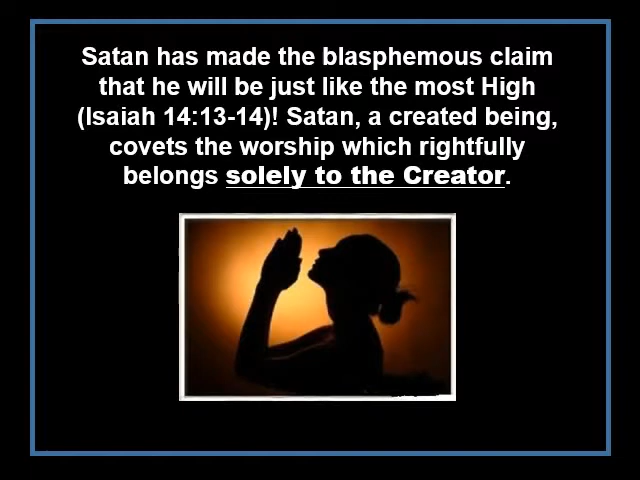 Satan has made the blasphemous claim
that he will be just like the most High
(Isaiah 14:13-14)! Satan, a created being,
covets the worship which rightfully
belongs solely to the Creator.